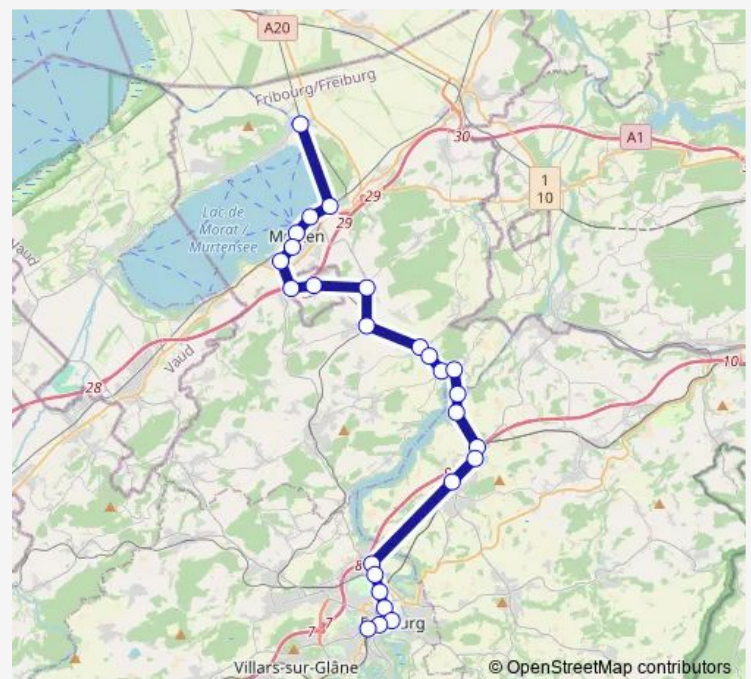 A20
Fribourg/Freiburg
30
A1
1
10
29
Lac de
Morat /
Murtensee
29
Vaud
Vaud
28
10
8
7
7
Villars-sur-Glâne
© OpenStreetMap contributors